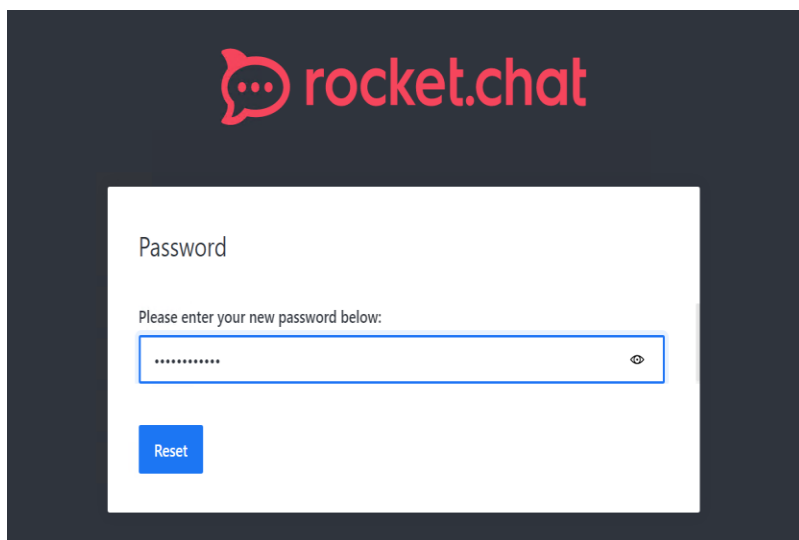 rocket.chat
Password
Please enter your new password below:
••••••••••••
Reset